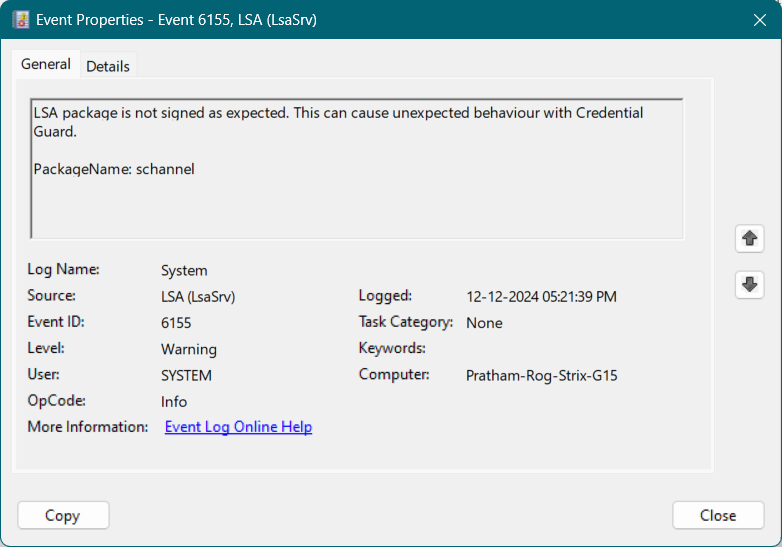 Event Properties - Event 6155, LSA (LsaSrv)
General
Details
LSA package is not signed as expected. This can cause unexpected behaviour with Credential
Guard.
PackageName: schannel
Log Name: System
Source: LSA (LsaSrv) Logged: 12-12-2024 05:21:39 PM
Event ID: 6155 Task Category: None
Level: Warning Keywords:
User: SYSTEM Computer: Pratham-Rog-Strix-G15
OpCode: Info
More Information: Event Log Online Help
Copy
Close